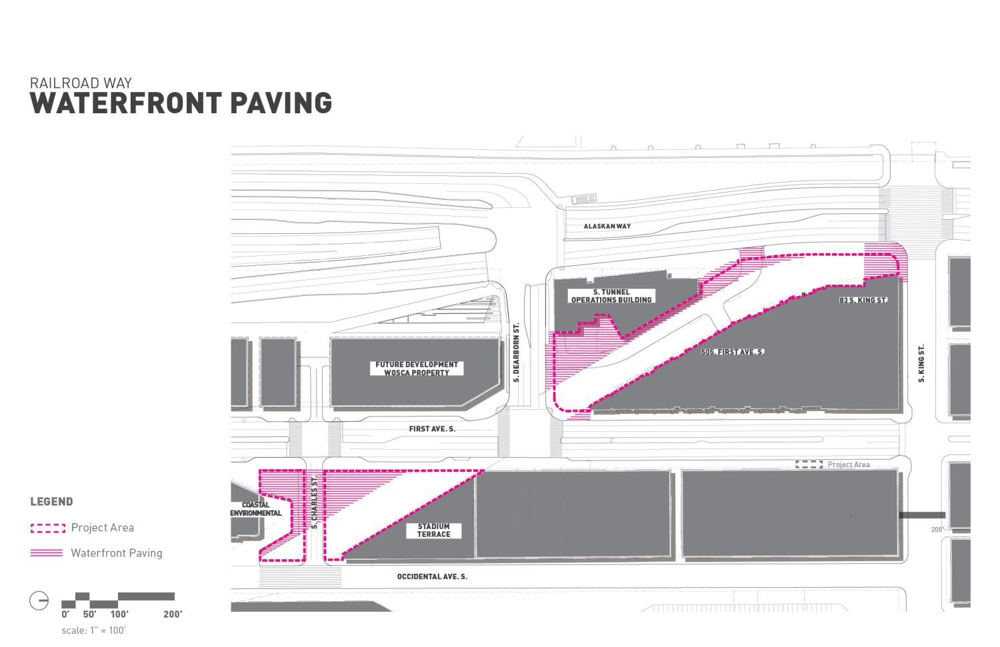 RAILROAD WAY
WATERFRONT PAVING
ALASKAN WAY
S. TUNNEL
OPERATIONS BUILDING
83 S. KING ST.
S. DEARBORN ST.
505. FIRST AVE. S.
S. KING ST.
FUTURE DEVELOPMENT
WOSCA PROPERTY
FIRST AVE. S.
Project Area
S. CHARLES ST.
COASTAL
ENVIRONMENTAL
STADIUM
TERRACE
200'
OCCIDENTAL AVE. S.
LEGEND
Project Area
Waterfront Paving
0’ 50’ 100’ 200’
scale: 1” = 100’